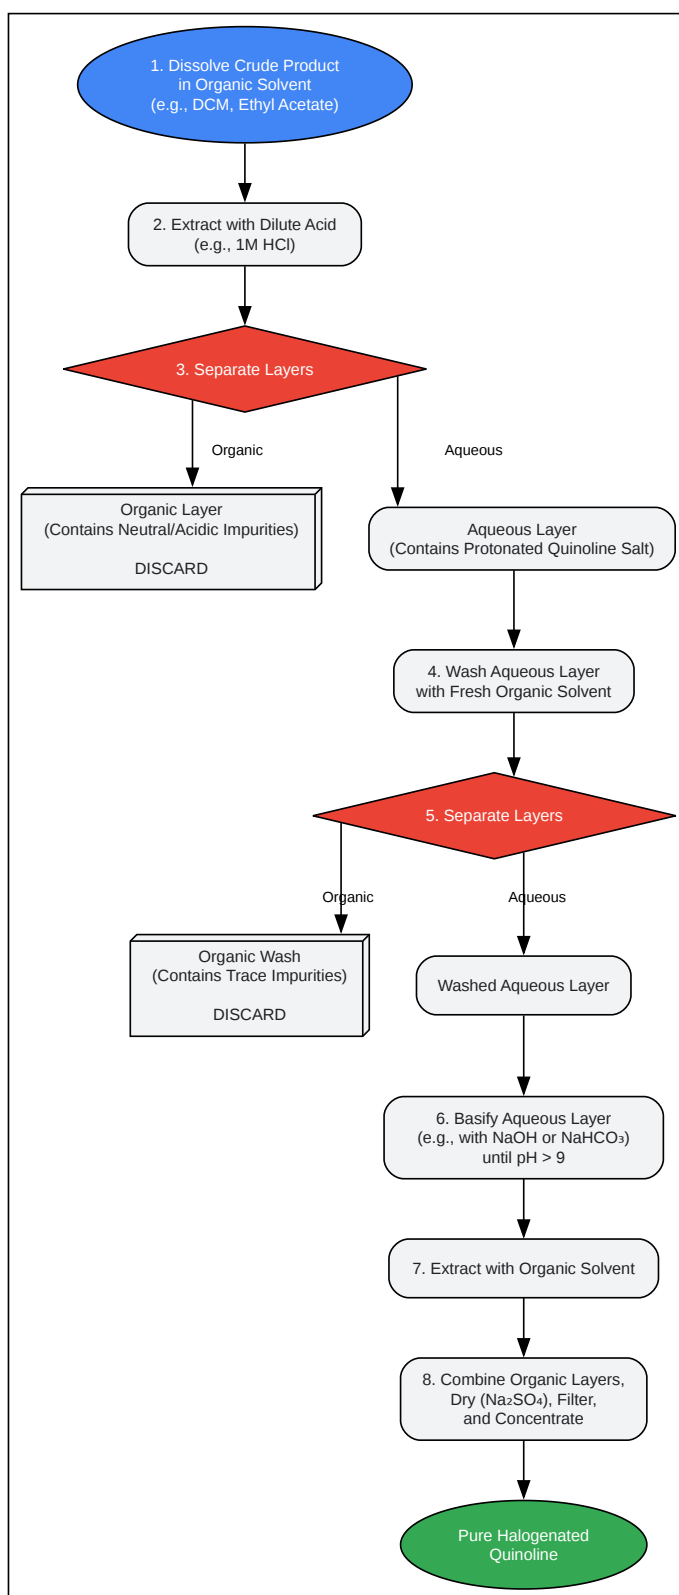 1. Dissolve Crude Product
in Organic Solvent
(e.g., DCM, Ethyl Acetate)
2. Extract with Dilute Acid
(e.g., 1M HCl)
3. Separate Layers
Organic
Aqueous
Organic Layer
(Contains Neutral/Acidic Impurities)
DISCARD
Aqueous Layer
(Contains Protonated Quinoline Salt)
4. Wash Aqueous Layer
with Fresh Organic Solvent
5. Separate Layers
Organic
Aqueous
Organic Wash
(Contains Trace Impurities)
DISCARD
Washed Aqueous Layer
6. Basify Aqueous Layer
(e.g., with NaOH or NaHCO₃)
until pH > 9
7. Extract with Organic Solvent
8. Combine Organic Layers,
Dry (Na₂SO₄), Filter,
and Concentrate
Pure Halogenated
Quinoline